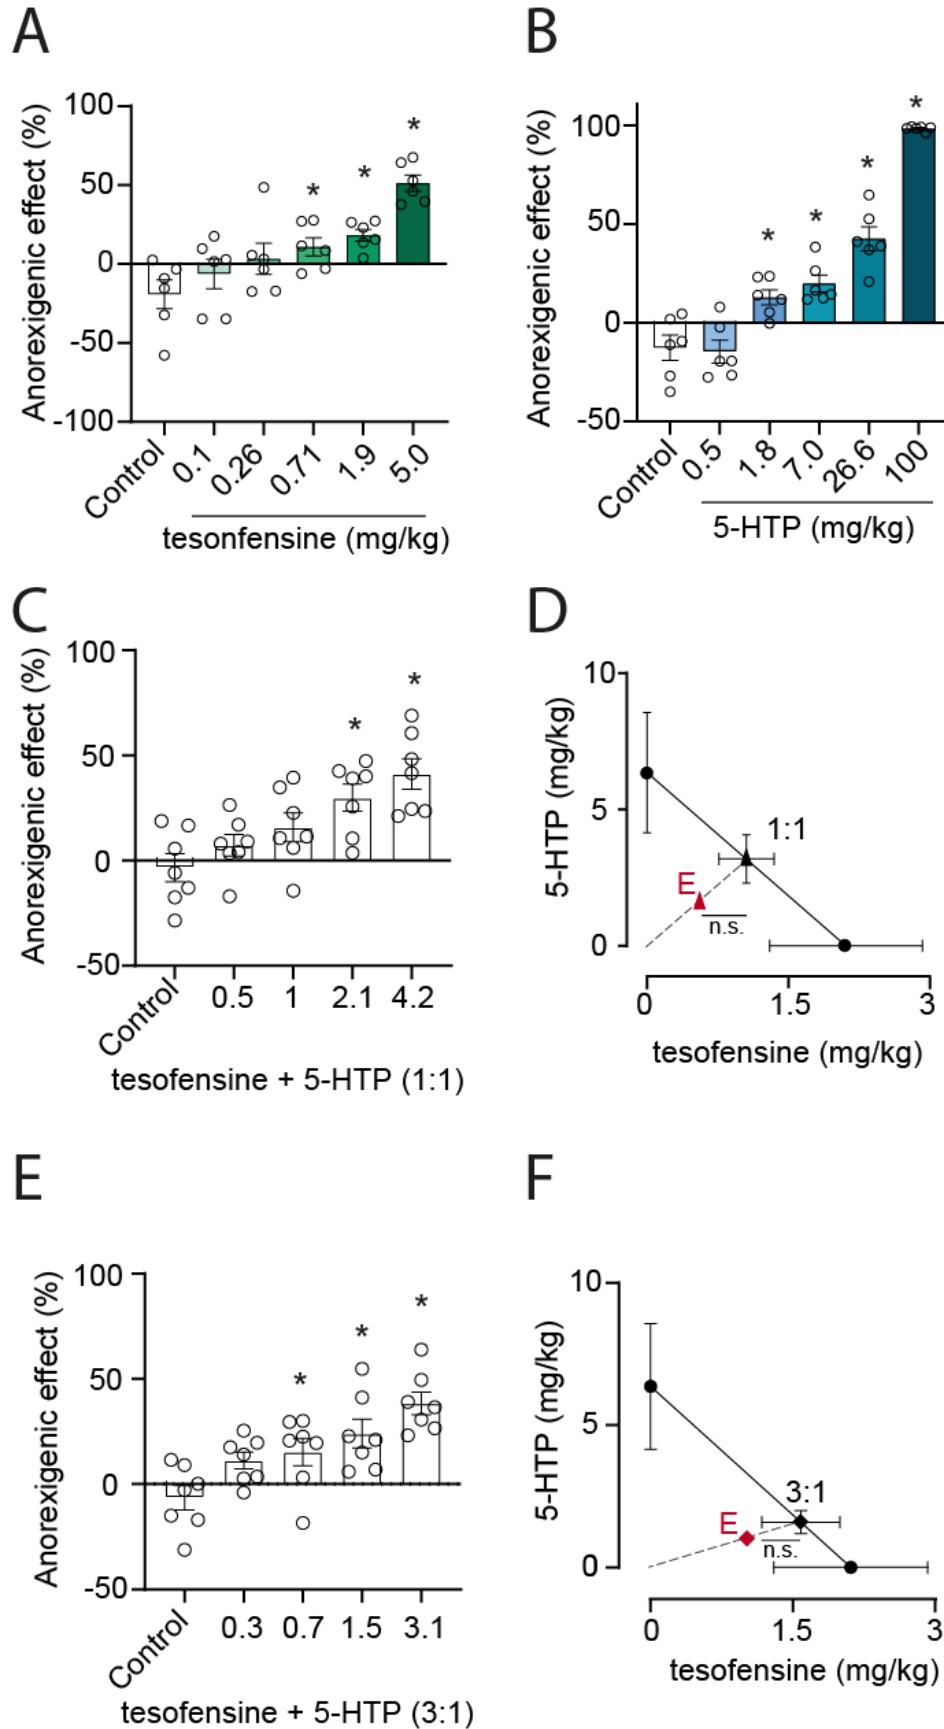 A
Anorexigenic effect (%)
100
50
0
-50
-100
* * *
Control 0.1 0.26 0.71 1.9 5.0
tesonfensine (mg/kg)
B
Anorexigenic effect (%)
100
50
0
-50
* * * * *
Control 0.5 1.8 7.0 26.6 100
5-HTP (mg/kg)
C
Anorexigenic effect (%)
100
50
0
-50
* *
Control 0.5 1 2.1 4.2
tesofensine + 5-HTP (1:1)
D
5-HTP (mg/kg)
10
5
0
1:1
E
n.s.
0 1.5 3
tesofensine (mg/kg)
E
Anorexigenic effect (%)
100
50
0
-50
* * *
Control 0.3 0.7 1.5 3.1
tesofensine + 5-HTP (3:1)
F
5-HTP (mg/kg)
10
5
0
3:1
E
n.s.
0 1.5 3
tesofensine (mg/kg)